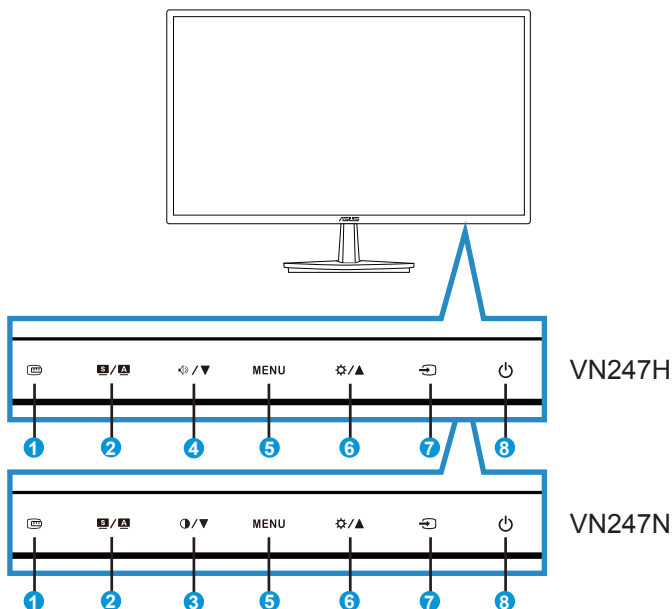 ASUS
S/A MENU
VN247H
1 2 4 5 6 7 8
S/A MENU
VN247N
1 2 3 5 6 7 8